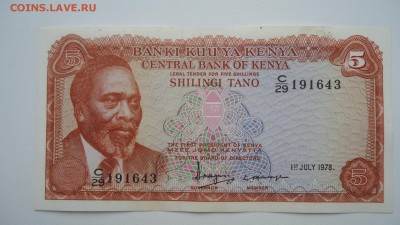 COINS.ЛАVE.РУ
5 BANKI KUU YA KENYA 5
CENTRAL BANK OF KENYA
LEGAL TENDER FOR FIVE SHILLINGS
SHILINGI TANO
C/29 191643
THE FIRST PRESIDENT OF KENYA
MZEE JOMO KENYATTA
FOR THE BOARD OF DIRECTORS
1ST JULY 1978.
C/29 191643
GOVERNOR MEMBER
5